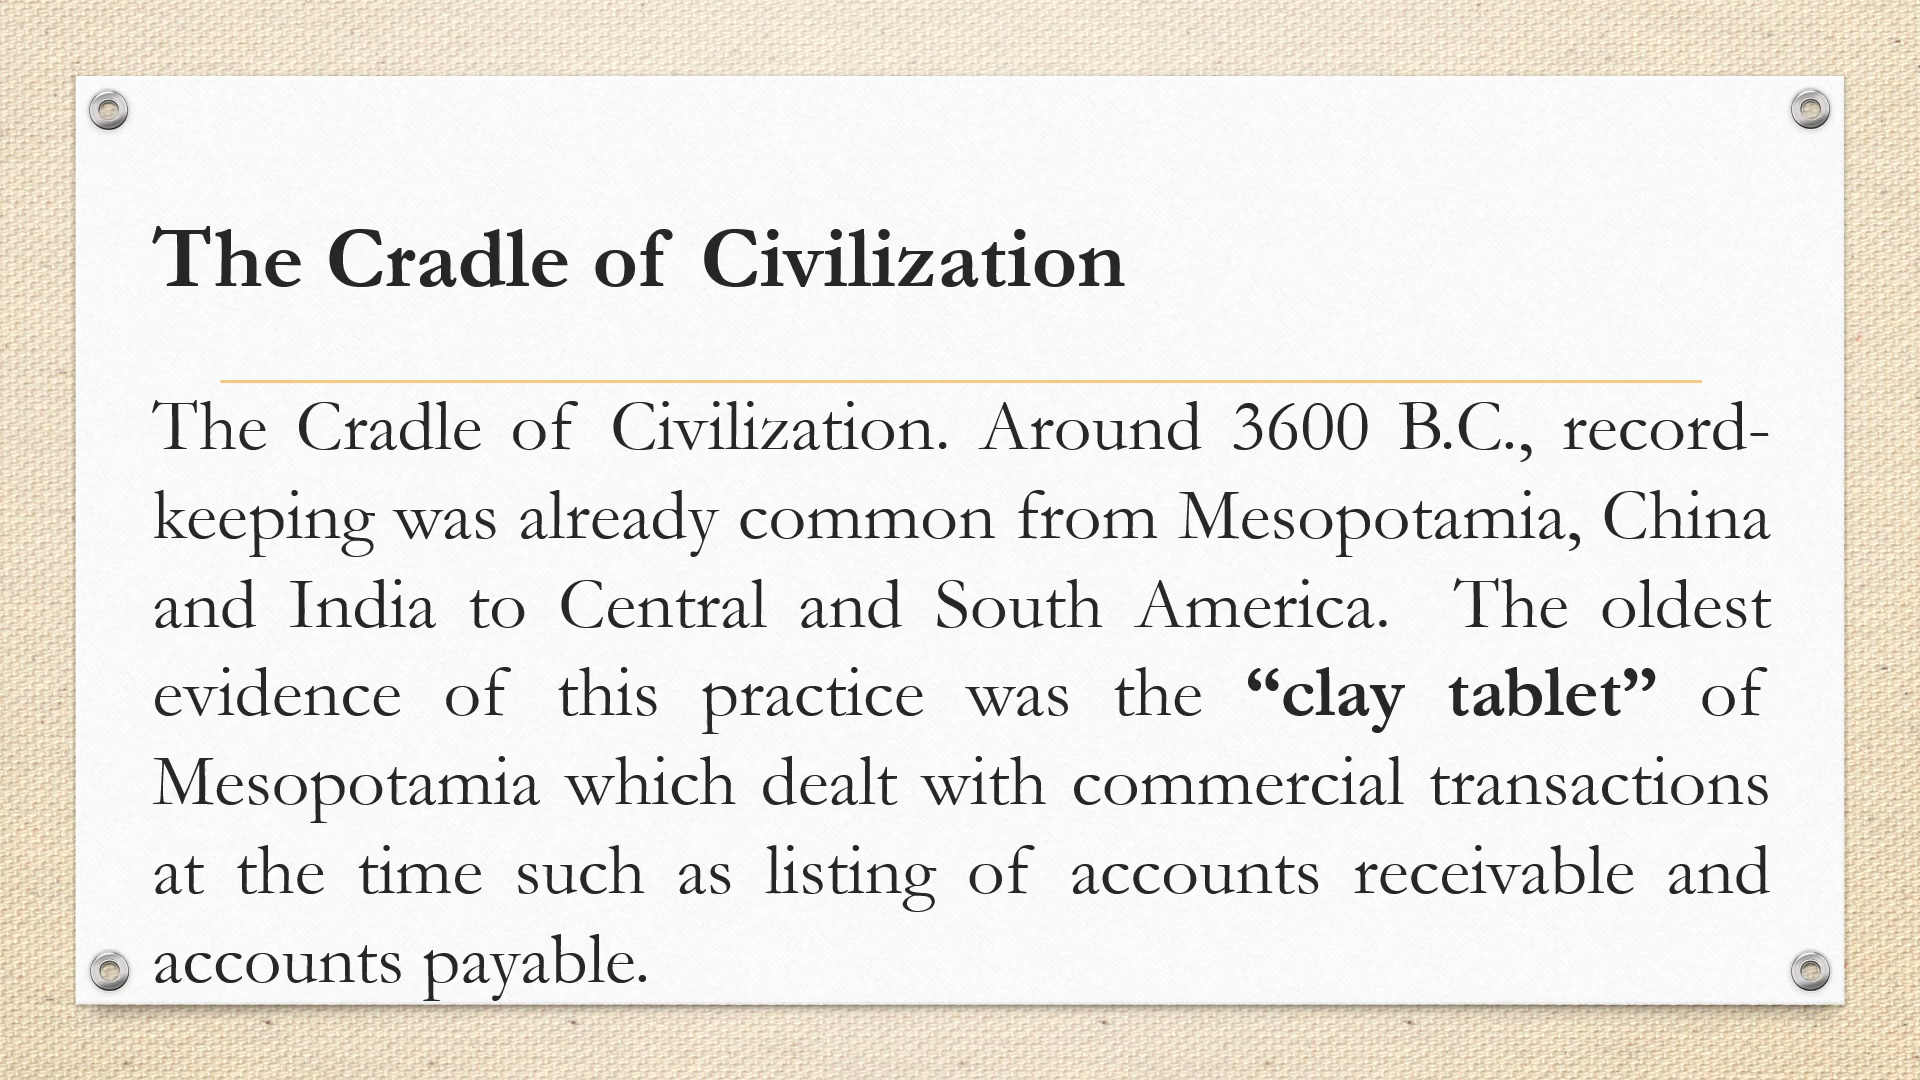 The Cradle of Civilization
The Cradle of Civilization. Around 3600 B.C., record-
keeping was already common from Mesopotamia, China
and India to Central and South America.  The oldest
evidence of this practice was the “clay tablet” of
Mesopotamia which dealt with commercial transactions
at the time such as listing of accounts receivable and
accounts payable.